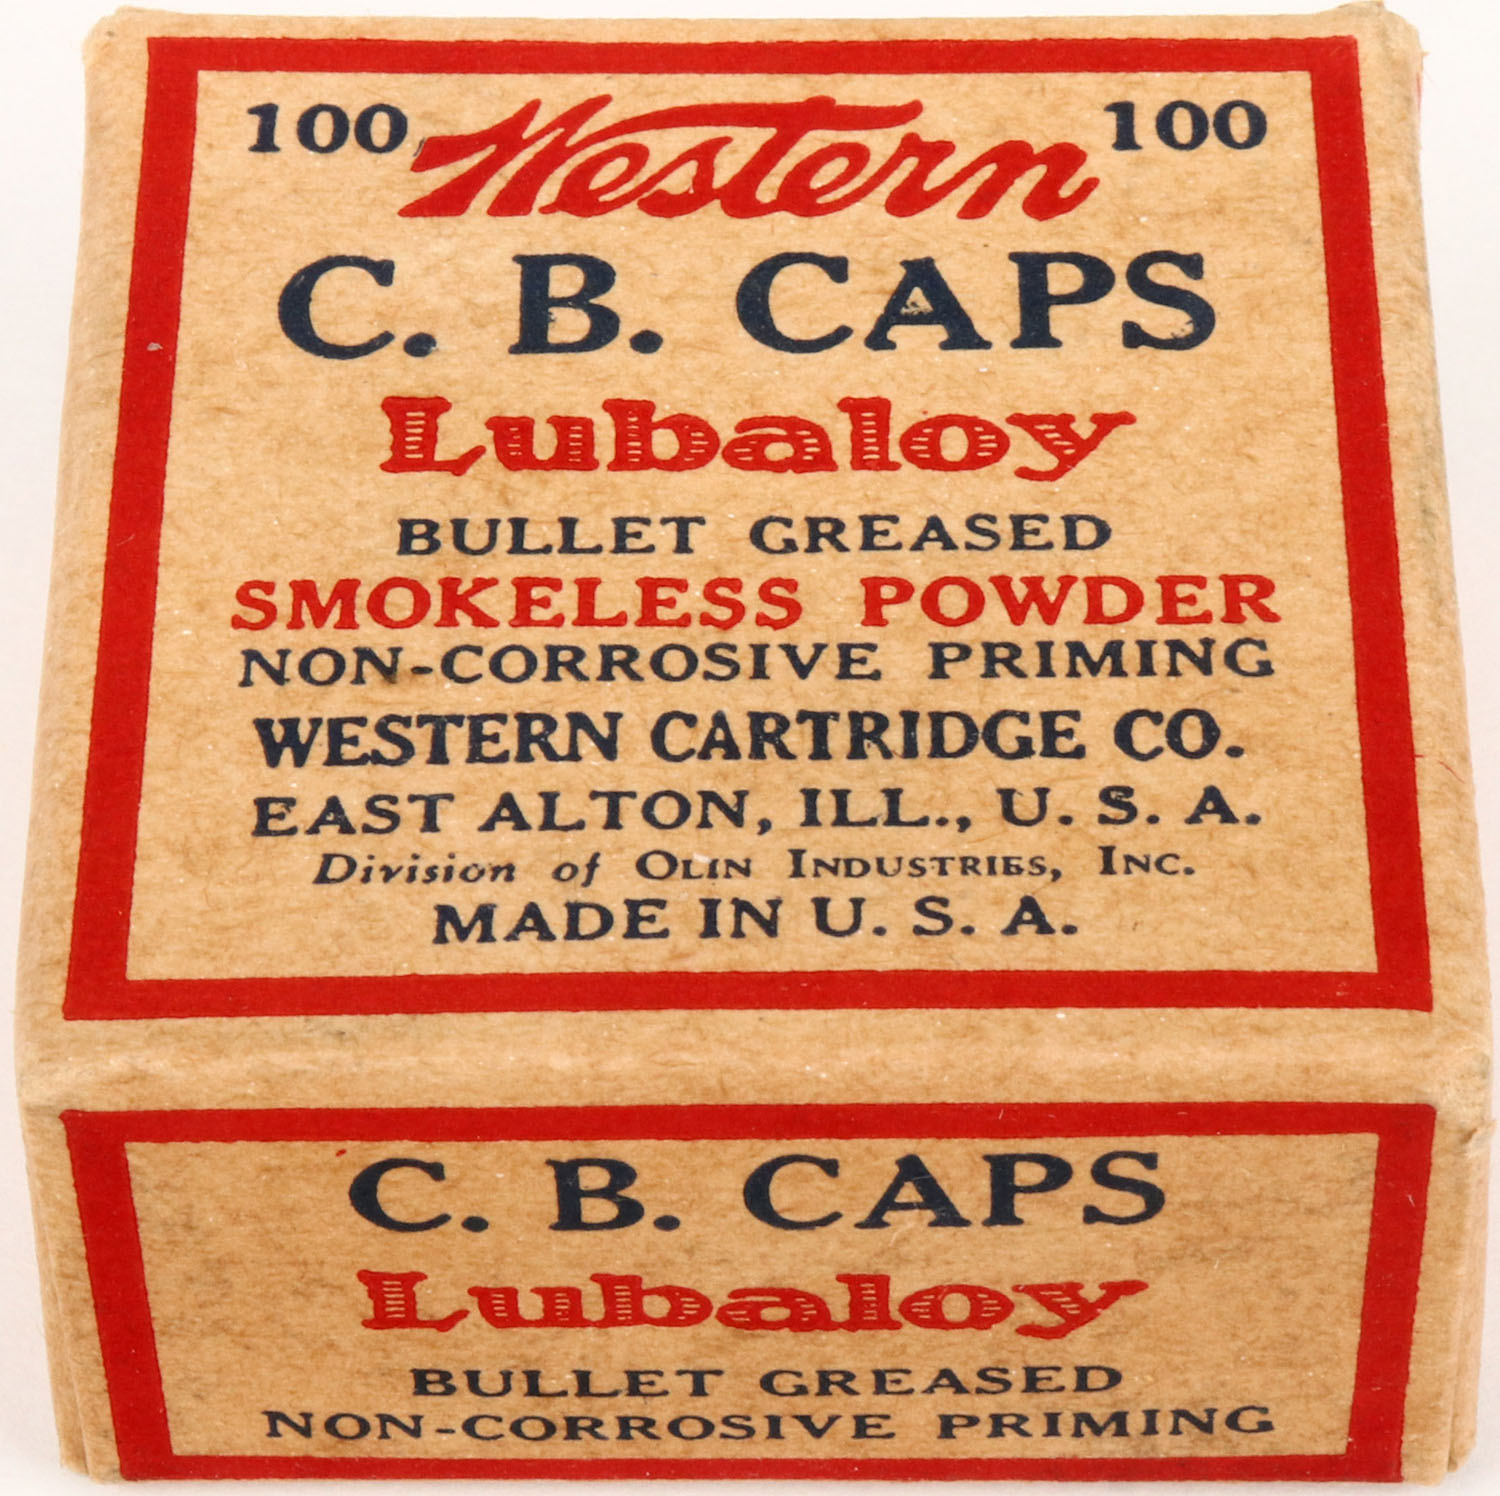 100 Western 100
C. B. CAPS
Lubaloy
BULLET GREASED
SMOKELESS POWDER
NON-CORROSIVE PRIMING
WESTERN CARTRIDGE CO.
EAST ALTON, ILL., U. S. A.
Division of OLIN INDUSTRIES, INC.
MADE IN U. S. A.
C. B. CAPS
Lubaloy
BULLET GREASED
NON-CORROSIVE PRIMING